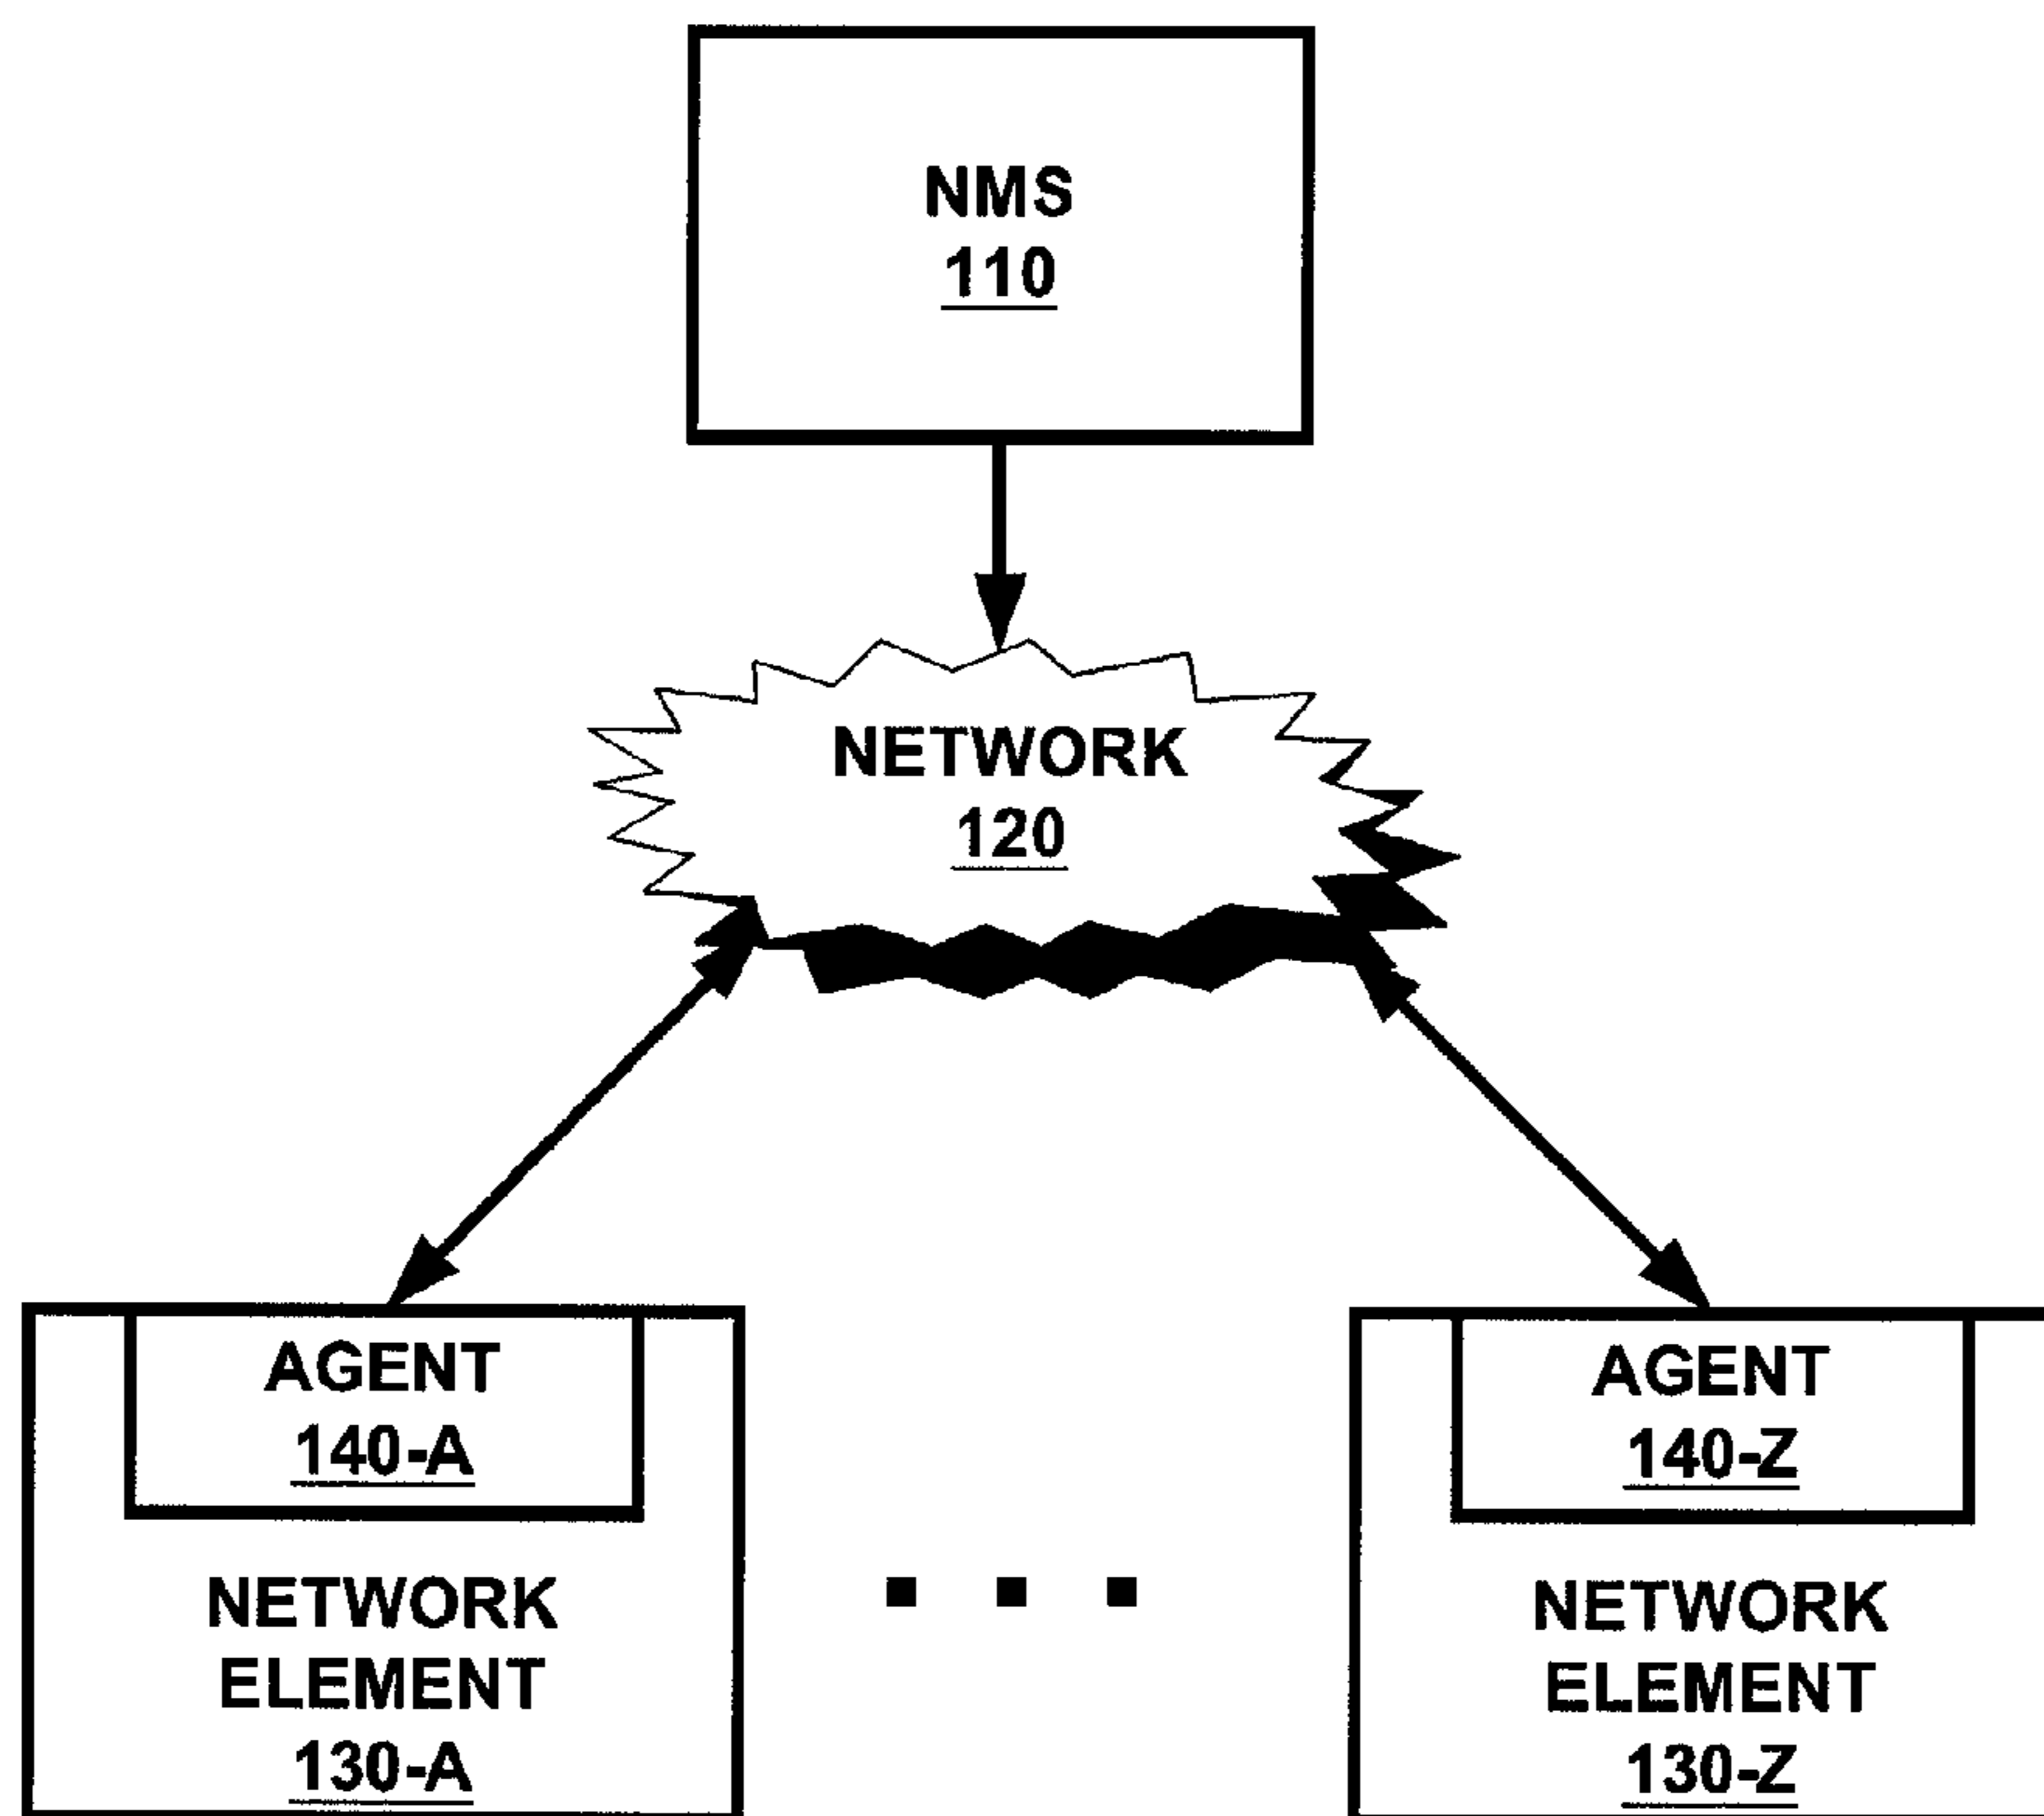 NMS
110
NETWORK
120
AGENT
140-A
AGENT
140-Z
NETWORK
ELEMENT
130-A
NETWORK
ELEMENT
130-Z